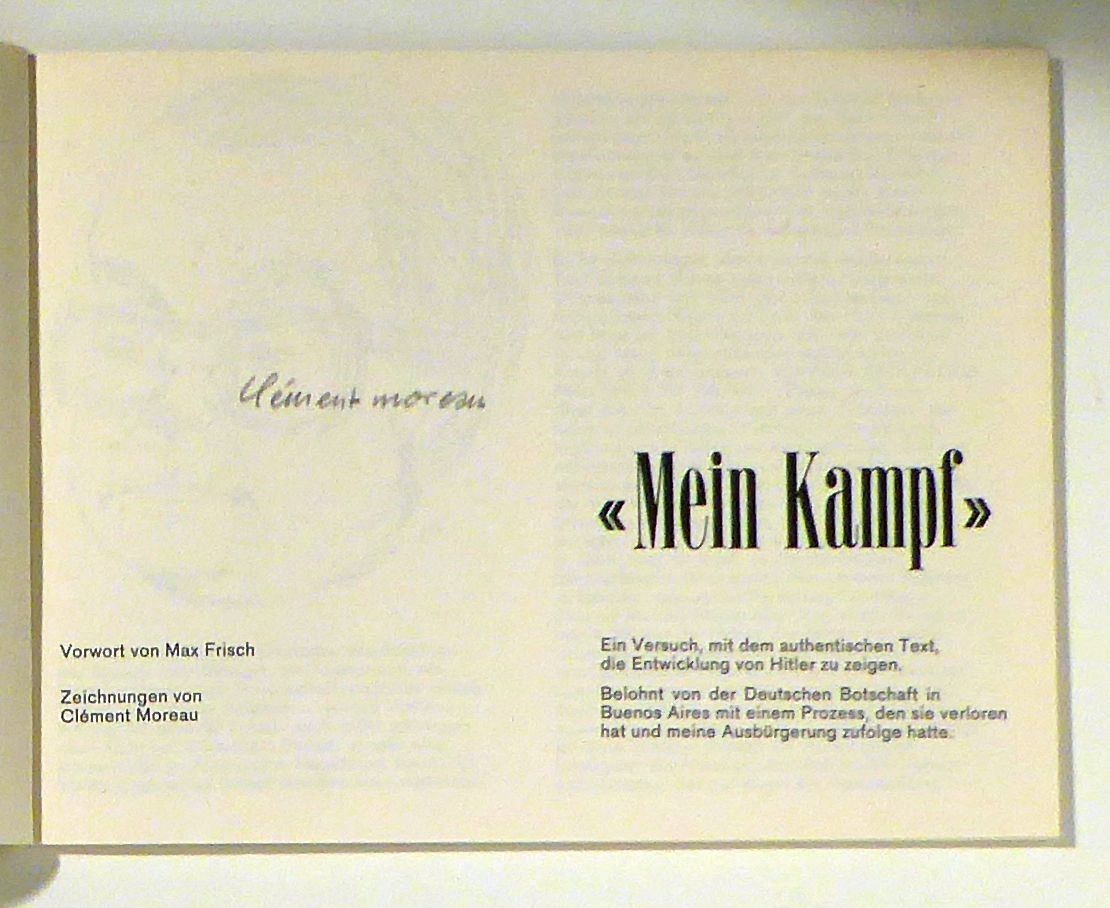 Clément moreau
«Mein Kampf»
Vorwort von Max Frisch
Zeichnungen von
Clément Moreau
Ein Versuch, mit dem authentischen Text,
die Entwicklung von Hitler zu zeigen.
Belohnt von der Deutschen Botschaft in
Buenos Aires mit einem Prozess, den sie verloren
hat und meine Ausbürgerung zufolge hatte.